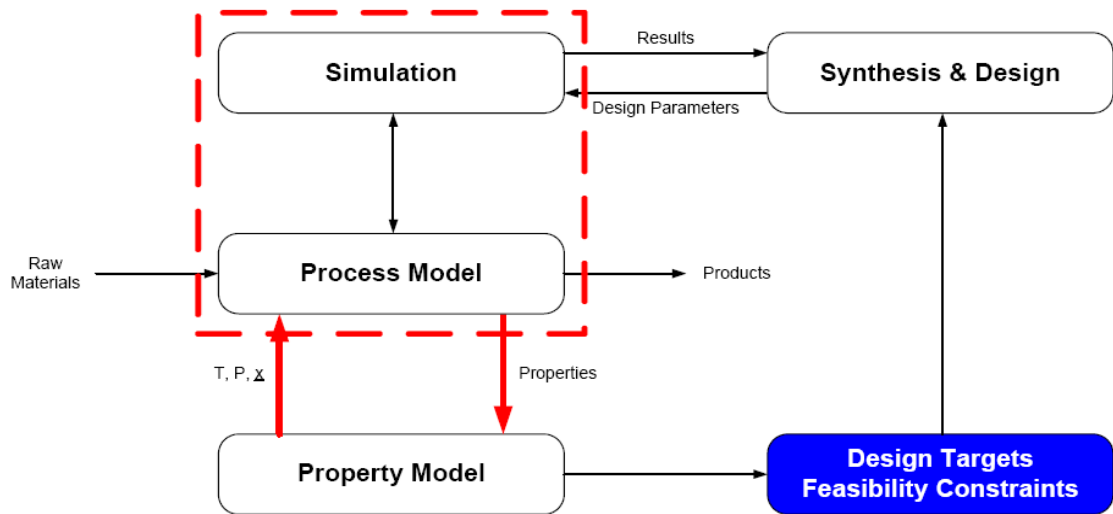 Simulation
Results
Design Parameters
Synthesis & Design
Raw
Materials
Process Model
Products
T, P, x
Properties
Property Model
Design Targets
Feasibility Constraints